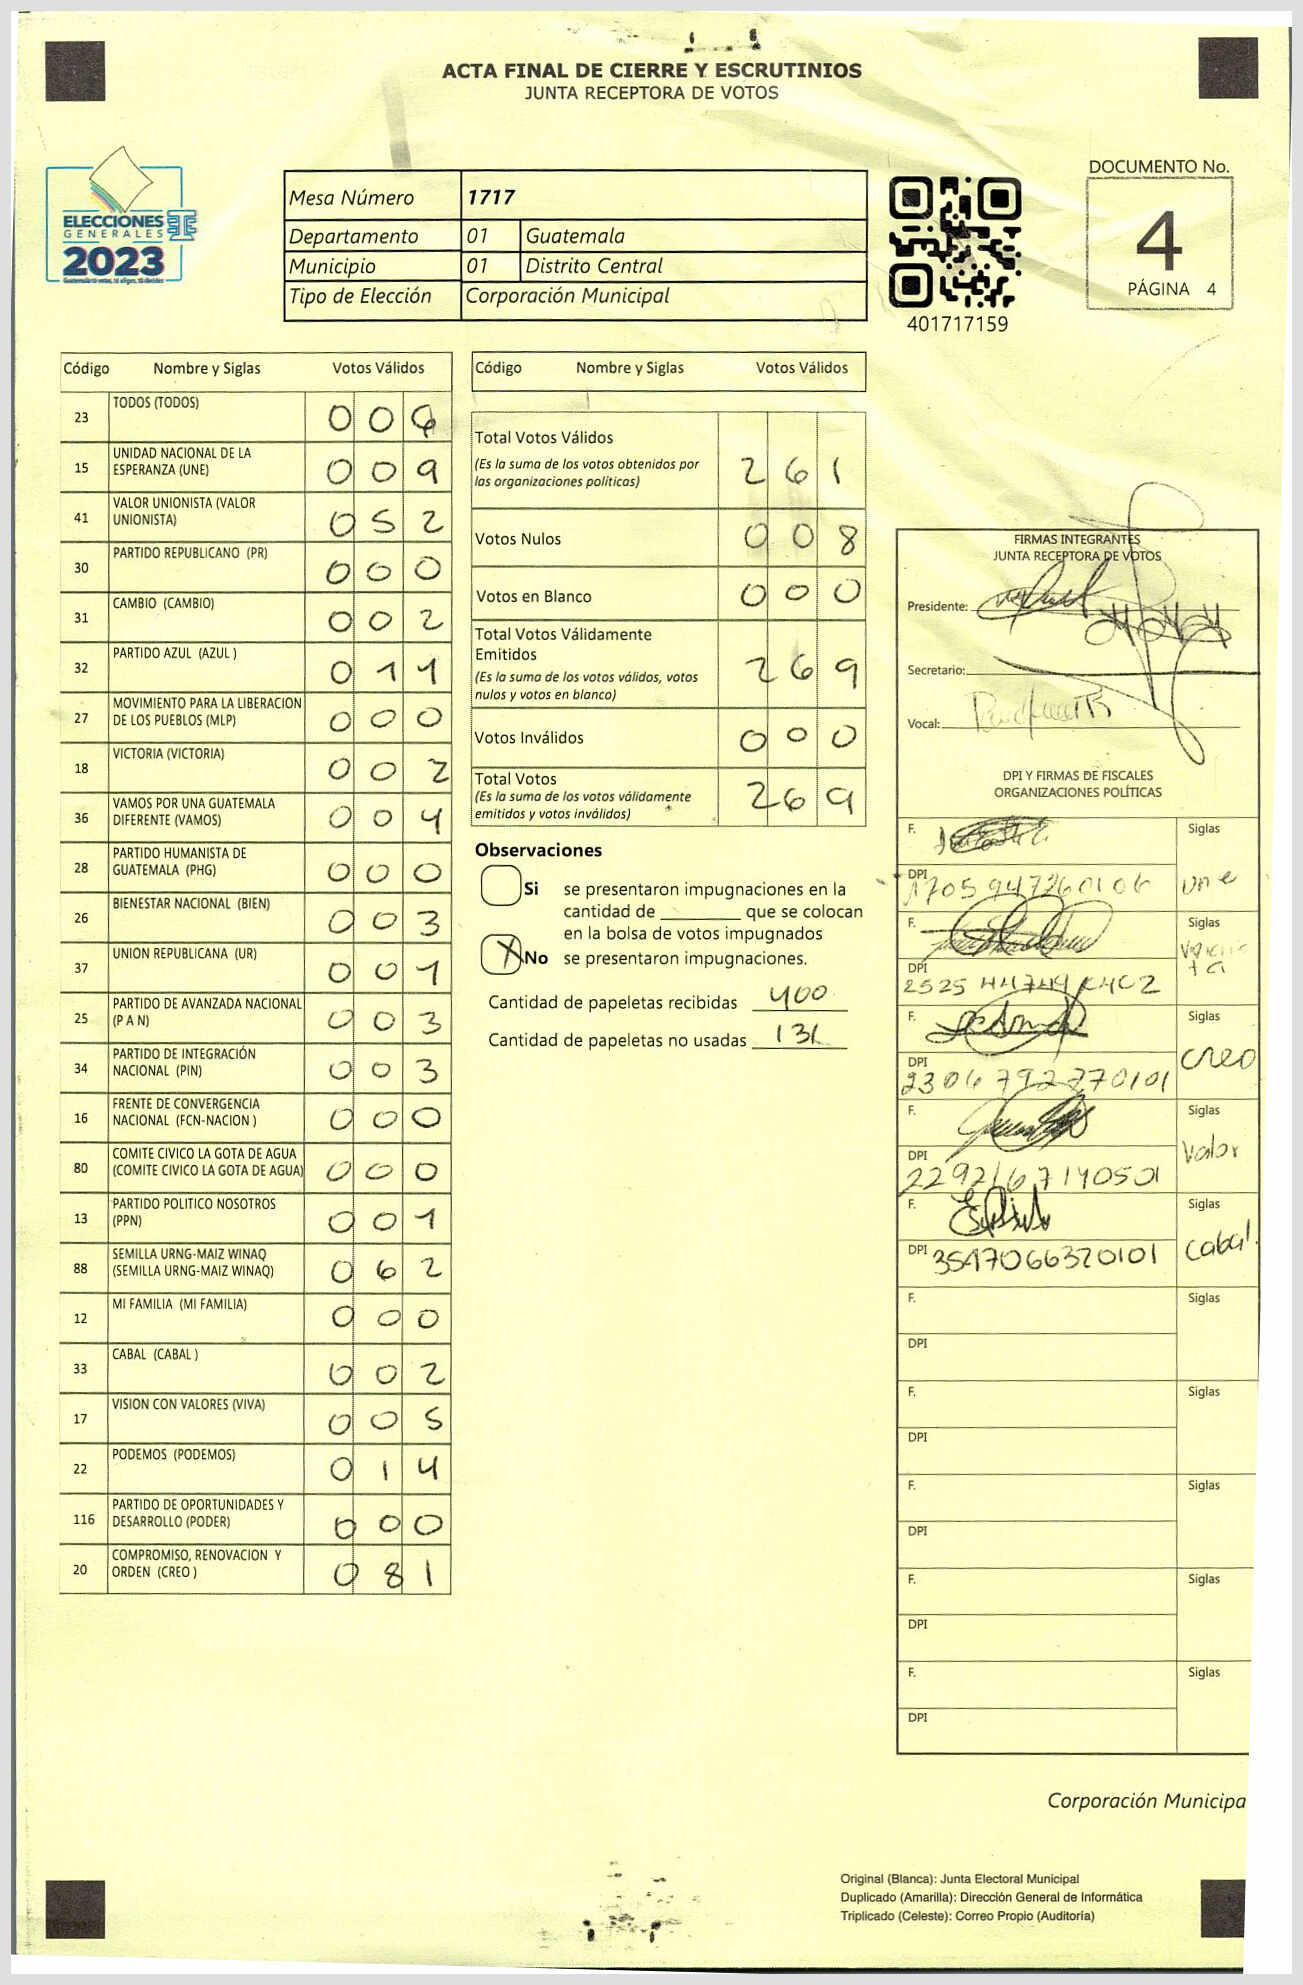 ACTA FINAL DE CIERRE Y ESCRUTINIOS
JUNTA RECEPTORA DE VOTOS
ELECCIONES
GENERALES
2023
Mesa Número 1717
Departamento 01 Guatemala
Municipio 01 Distrito Central
Tipo de Elección Corporación Municipal
401717159
DOCUMENTO No.
4
PÁGINA 4
Código Nombre y Siglas Votos Válidos
23 TODOS (TODOS) 0 0 6
15 UNIDAD NACIONAL DE LA
ESPERANZA (UNE) 0 0 9
41 VALOR UNIONISTA (VALOR
UNIONISTA) 0 5 2
30 PARTIDO REPUBLICANO (PR) 0 0 0
31 CAMBIO (CAMBIO) 0 0 2
32 PARTIDO AZUL (AZUL ) 0 1 1
27 MOVIMIENTO PARA LA LIBERACION
DE LOS PUEBLOS (MLP) 0 0 0
18 VICTORIA (VICTORIA) 0 0 2
36 VAMOS POR UNA GUATEMALA
DIFERENTE (VAMOS) 0 0 4
28 PARTIDO HUMANISTA DE
GUATEMALA (PHG) 0 0 0
26 BIENESTAR NACIONAL (BIEN) 0 0 3
37 UNION REPUBLICANA (UR) 0 0 1
25 PARTIDO DE AVANZADA NACIONAL
(P A N) 0 0 3
34 PARTIDO DE INTEGRACIÓN
NACIONAL (PIN) 0 0 3
16 FRENTE DE CONVERGENCIA
NACIONAL (FCN-NACION ) 0 0 0
80 COMITE CIVICO LA GOTA DE AGUA
(COMITE CIVICO LA GOTA DE AGUA) 0 0 0
13 PARTIDO POLITICO NOSOTROS
(PPN) 0 0 1
88 SEMILLA URNG-MAIZ WINAQ
(SEMILLA URNG-MAIZ WINAQ) 0 6 2
12 MI FAMILIA (MI FAMILIA) 0 0 0
33 CABAL (CABAL ) 0 0 2
17 VISION CON VALORES (VIVA) 0 0 5
22 PODEMOS (PODEMOS) 0 1 4
116 PARTIDO DE OPORTUNIDADES Y
DESARROLLO (PODER) 0 0 0
20 COMPROMISO, RENOVACION Y
ORDEN (CREO ) 0 8 1
Código Nombre y Siglas Votos Válidos
Total Votos Válidos
(Es la suma de los votos obtenidos por
las organizaciones políticas) 2 6 1
Votos Nulos 0 0 8
Votos en Blanco 0 0 0
Total Votos Válidamente
Emitidos
(Es la suma de los votos válidos, votos
nulos y votos en blanco) 2 6 9
Votos Inválidos 0 0 0
Total Votos
(Es la suma de los votos válidamente
emitidos y votos inválidos) 2 6 9
Observaciones
Si se presentaron impugnaciones en la
cantidad de ________ que se colocan
en la bolsa de votos impugnados
X No se presentaron impugnaciones.
Cantidad de papeletas recibidas 400
Cantidad de papeletas no usadas 131
FIRMAS INTEGRANTES
JUNTA RECEPTORA DE VOTOS
Presidente:
Secretario:
Vocal:
DPI Y FIRMAS DE FISCALES
ORGANIZACIONES POLÍTICAS
F. Siglas
DPI 1705947260106 une
F. Siglas
DPI
F. Siglas
DPI 2306792770101 creo
F. Siglas
DPI 2292167140501 Valor
F. Siglas
DPI 3547066320101 Cabal.
F. Siglas
DPI
F. Siglas
DPI
F. Siglas
DPI
F. Siglas
DPI
F. Siglas
DPI
Corporación Municipa
Original (Blanca): Junta Electoral Municipal
Duplicado (Amarilla): Dirección General de Informática
Triplicado (Celeste): Correo Propio (Auditoría)